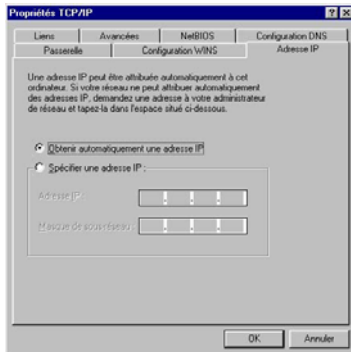 Propriétés TCP/IP
Liens Avancées NetBIOS Configuration DNS
Passerelle Configuration WINS Adresse IP
Une adresse IP peut être attribuée automatiquement à cet
ordinateur. Si votre réseau ne peut attribuer automatiquement
des adresses IP, demandez une adresse à votre administrateur
de réseau et tapez-la dans l'espace situé ci-dessous.
Obtenir automatiquement une adresse IP
Spécifier une adresse IP :
Adresse IP :
Masque de sous-réseau :
OK Annuler